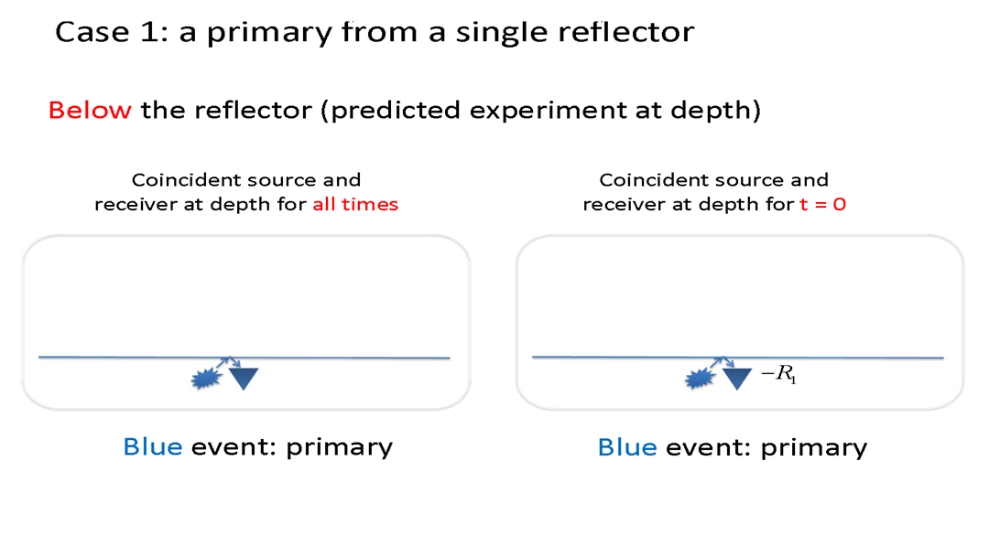 Case 1: a primary from a single reflector
Below the reflector (predicted experiment at depth)
Coincident source and
receiver at depth for all times
Coincident source and
receiver at depth for t = 0
−R₁
Blue event: primary
Blue event: primary